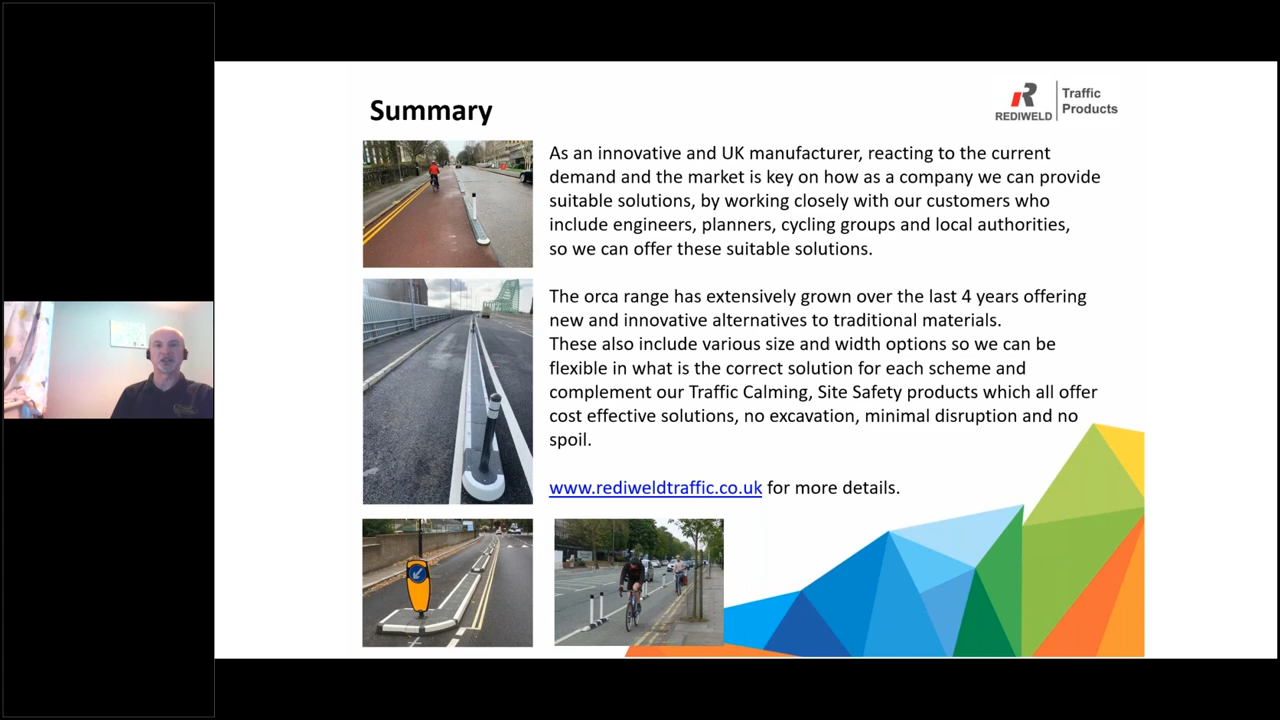 Summary
REDIWELD
Traffic
Products
As an innovative and UK manufacturer, reacting to the current
demand and the market is key on how as a company we can provide
suitable solutions, by working closely with our customers who
include engineers, planners, cycling groups and local authorities,
so we can offer these suitable solutions.
The orca range has extensively grown over the last 4 years offering
new and innovative alternatives to traditional materials.
These also include various size and width options so we can be
flexible in what is the correct solution for each scheme and
complement our Traffic Calming, Site Safety products which all offer
cost effective solutions, no excavation, minimal disruption and no
spoil.
www.rediweldtraffic.co.uk for more details.